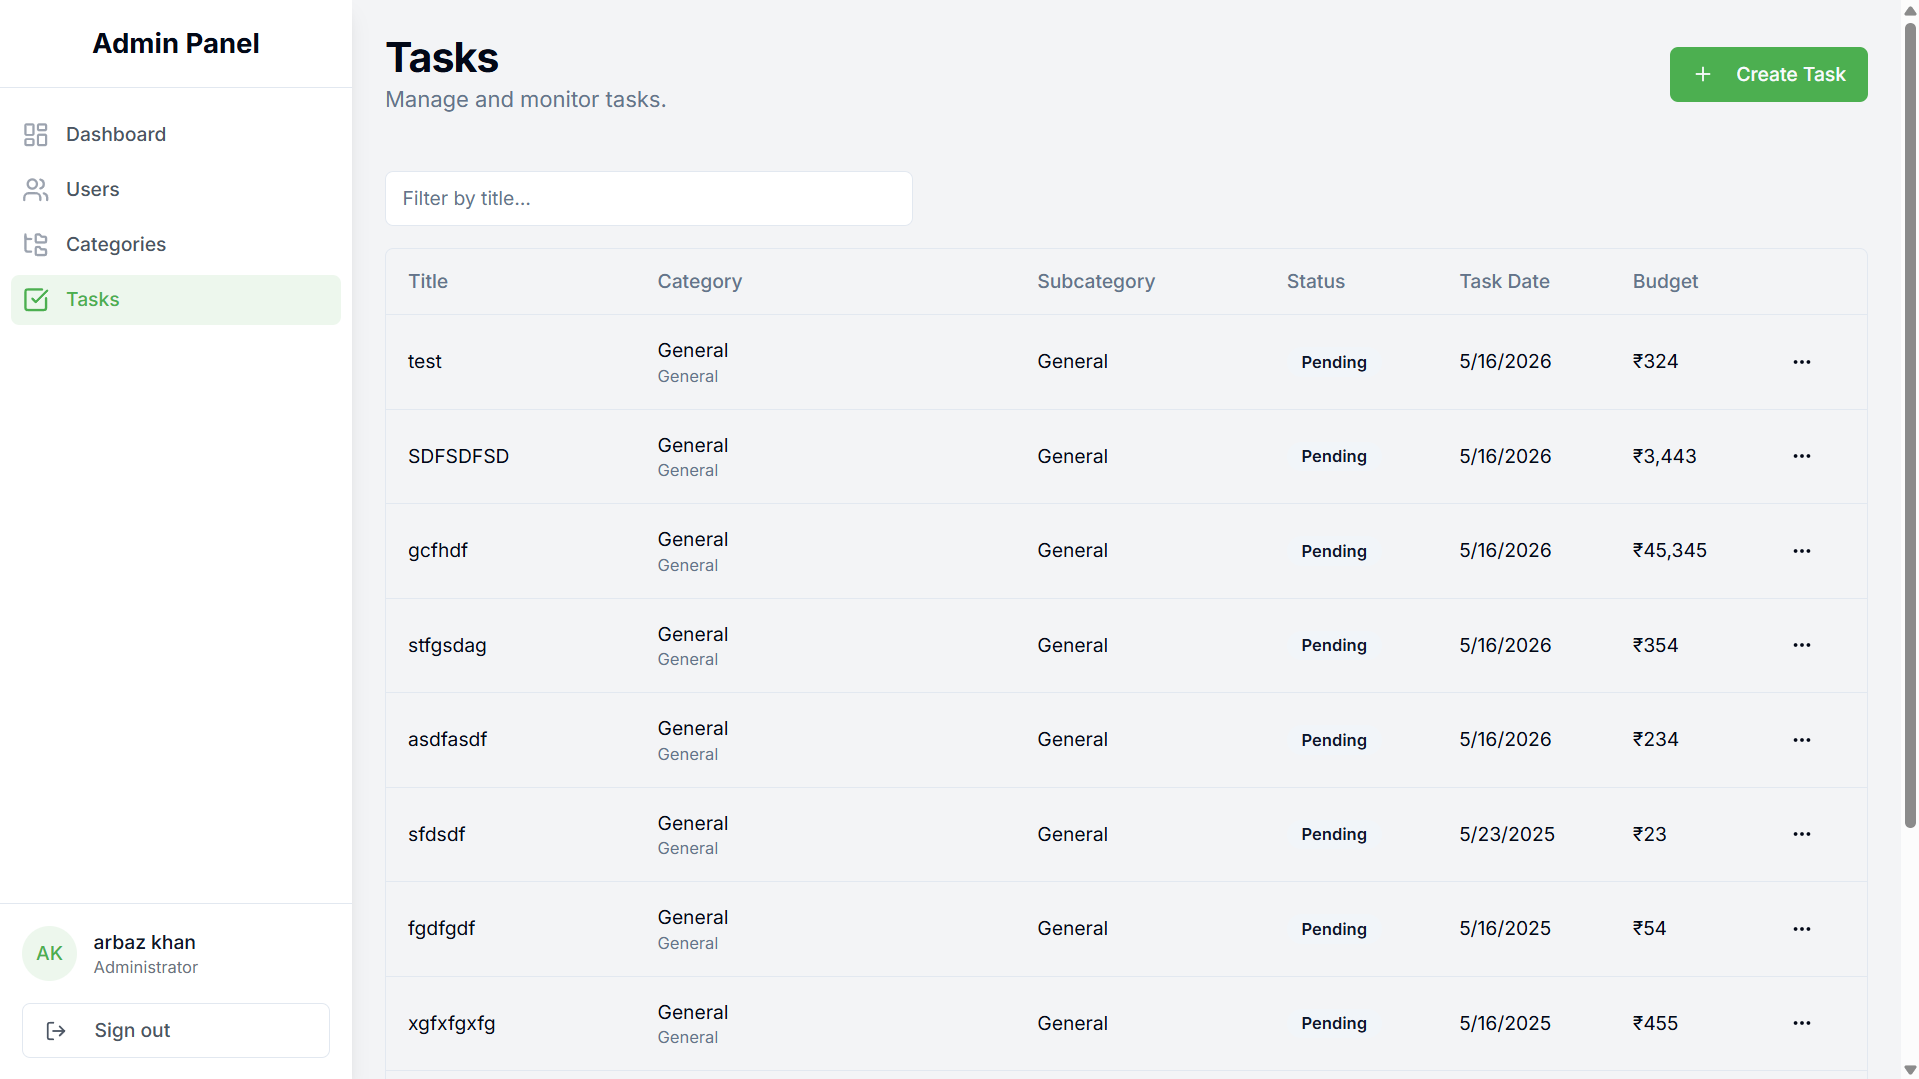 Admin Panel
Dashboard
Users
Categories
Tasks
arbaz khan
AK
Administrator
Sign out
Tasks
Manage and monitor tasks.
Create Task
Filter by title...
Title Category Subcategory Status Task Date Budget
test General General Pending 5/16/2026 ₹324
General
SDFSDFSD General General Pending 5/16/2026 ₹3,443
General
gcfhdf General General Pending 5/16/2026 ₹45,345
General
stfgsdag General General Pending 5/16/2026 ₹354
General
asdfasdf General General Pending 5/16/2026 ₹234
General
sfdsdf General General Pending 5/23/2025 ₹23
General
fgdfgdf General General Pending 5/16/2025 ₹54
General
xgfxfgxfg General General Pending 5/16/2025 ₹455
General